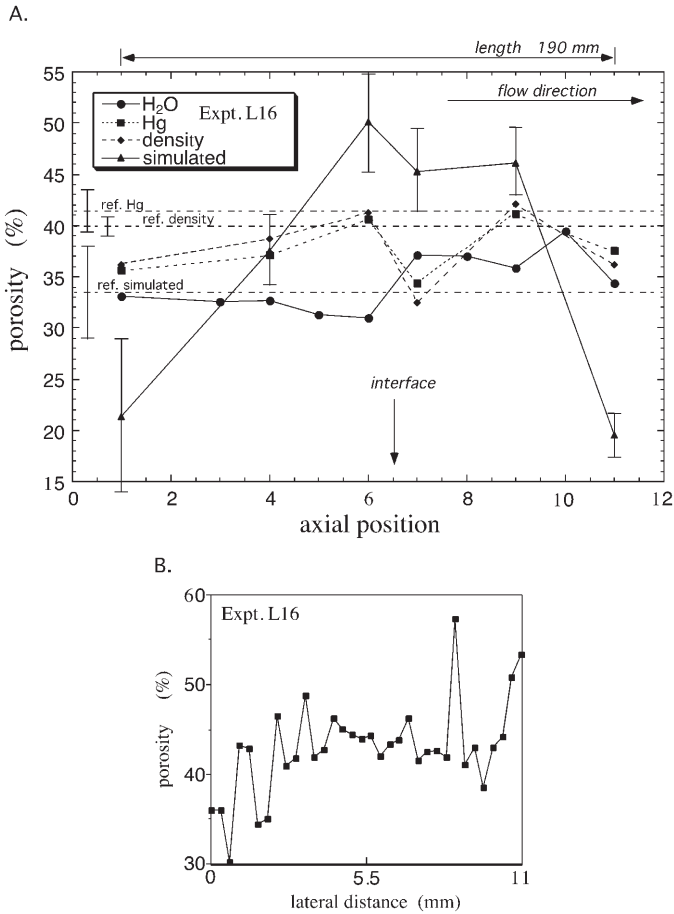 A.
length 190 mm
55
50
45
40
35
30
25
20
15
porosity (%)
H₂O
Hg
density
simulated
Expt. L16
flow direction
ref. Hg
ref. density
ref. simulated
interface
0 2 4 6 8 10 12
axial position
B.
60
50
40
30
porosity (%)
Expt. L16
0 5.5 11
lateral distance (mm)